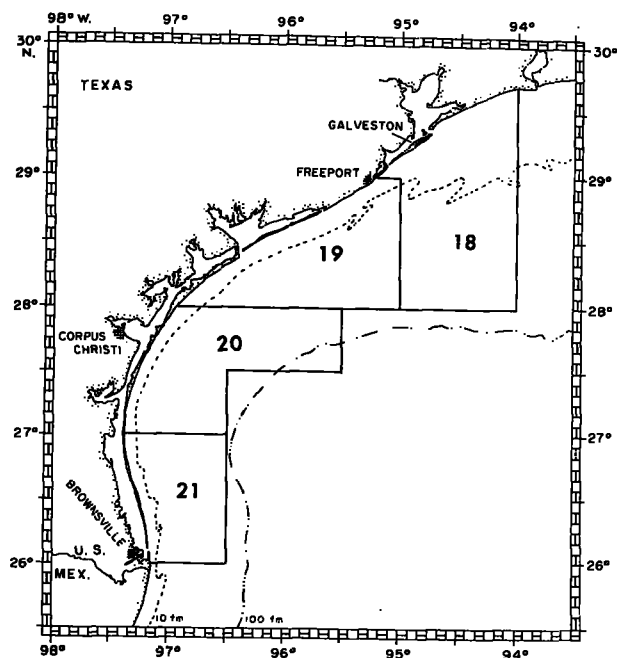 98° W. 97° 96° 95° 94°
30°
N.
30°
TEXAS
GALVESTON
FREEPORT
29°
29°
19
18
28°
28°
CORPUS
CHRISTI
20
27°
27°
21
BROWNSVILLE
U. S.
MEX.
26°
26°
10 fm
100 fm
98° 97° 96° 95° 94°